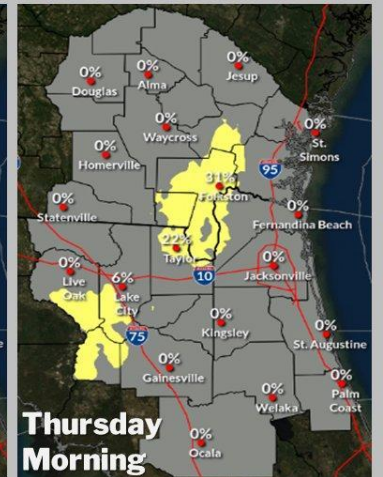 0%
Jesup
0%
Alma
0%
Douglas
0%
Waycross
0%
St.
Simons
0%
Homerville
95
31%
Folkston
0%
Statenville
0%
Fernandina Beach
22%
Taylor
0%
Live
Oak
6%
Lake
City
10
0%
Jacksonville
0%
Kingsley
75
0%
St. Augustine
0%
Gainesville
0%
Palm
Coast
0%
Welaka
0%
Ocala
Thursday
Morning